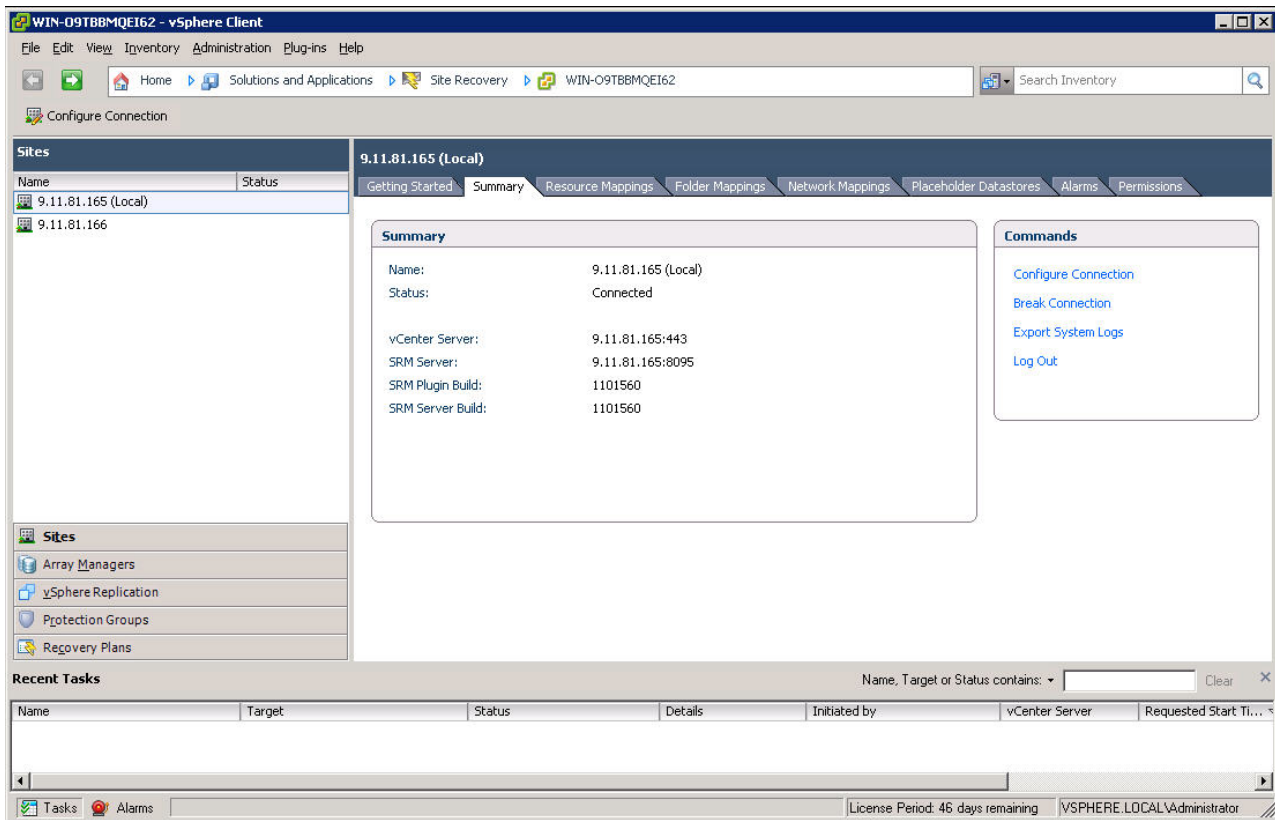 WIN-O9TBBMQEI62 - vSphere Client
File Edit View Inventory Administration Plug-ins Help
Home Solutions and Applications Site Recovery WIN-O9TBBMQEI62 Search Inventory
Configure Connection
Sites
Name Status
9.11.81.165 (Local)
9.11.81.166
Sites
Array Managers
vSphere Replication
Protection Groups
Recovery Plans
9.11.81.165 (Local)
Getting Started Summary Resource Mappings Folder Mappings Network Mappings Placeholder Datastores Alarms Permissions
Summary
Name: 9.11.81.165 (Local)
Status: Connected
vCenter Server: 9.11.81.165:443
SRM Server: 9.11.81.165:8095
SRM Plugin Build: 1101560
SRM Server Build: 1101560
Commands
Configure Connection
Break Connection
Export System Logs
Log Out
Recent Tasks Name, Target or Status contains: Clear
Name Target Status Details Initiated by vCenter Server Requested Start Ti...
Tasks Alarms License Period: 46 days remaining VSPHERE.LOCAL\Administrator